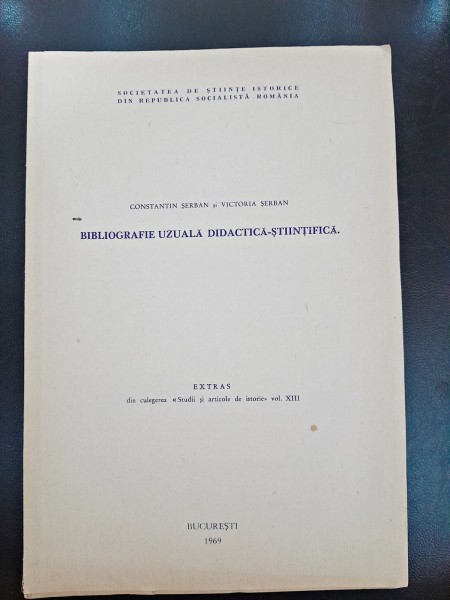 SOCIETATEA DE ȘTIINȚE ISTORICE
DIN REPUBLICA SOCIALISTĂ ROMÂNIA
CONSTANTIN ȘERBAN și VICTORIA ȘERBAN
BIBLIOGRAFIE UZUALĂ DIDACTICĂ-ȘTIINȚIFICĂ.
EXTRAS
din culegerea «Studii și articole de istorie» vol. XIII
BUCUREȘTI
1969